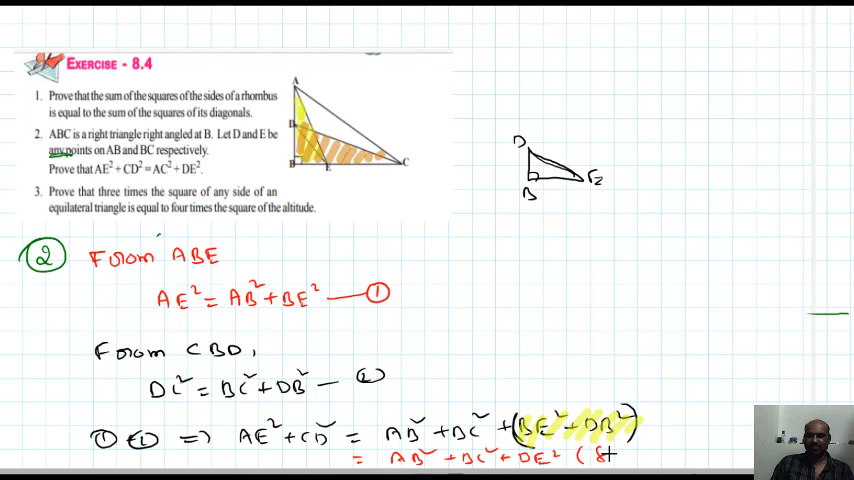 EXERCISE - 8.4
1. Prove that the sum of the squares of the sides of a rhombus
is equal to the sum of the squares of its diagonals.
2. ABC is a right triangle right angled at B. Let D and E be
any points on AB and BC respectively.
Prove that AE² + CD² = AC² + DE².
3. Prove that three times the square of any side of an
equilateral triangle is equal to four times the square of the altitude.
A
D
B
E
C
D
B
E
2 From ABE
AE² = AB² + BE² — 1
From CBD,
DC² = BC² + DB² — 2
1 + 2 ⇒ AE² + CD² = AB² + BC² + (BE² + DB²)
= AB² + BC² + DE² (